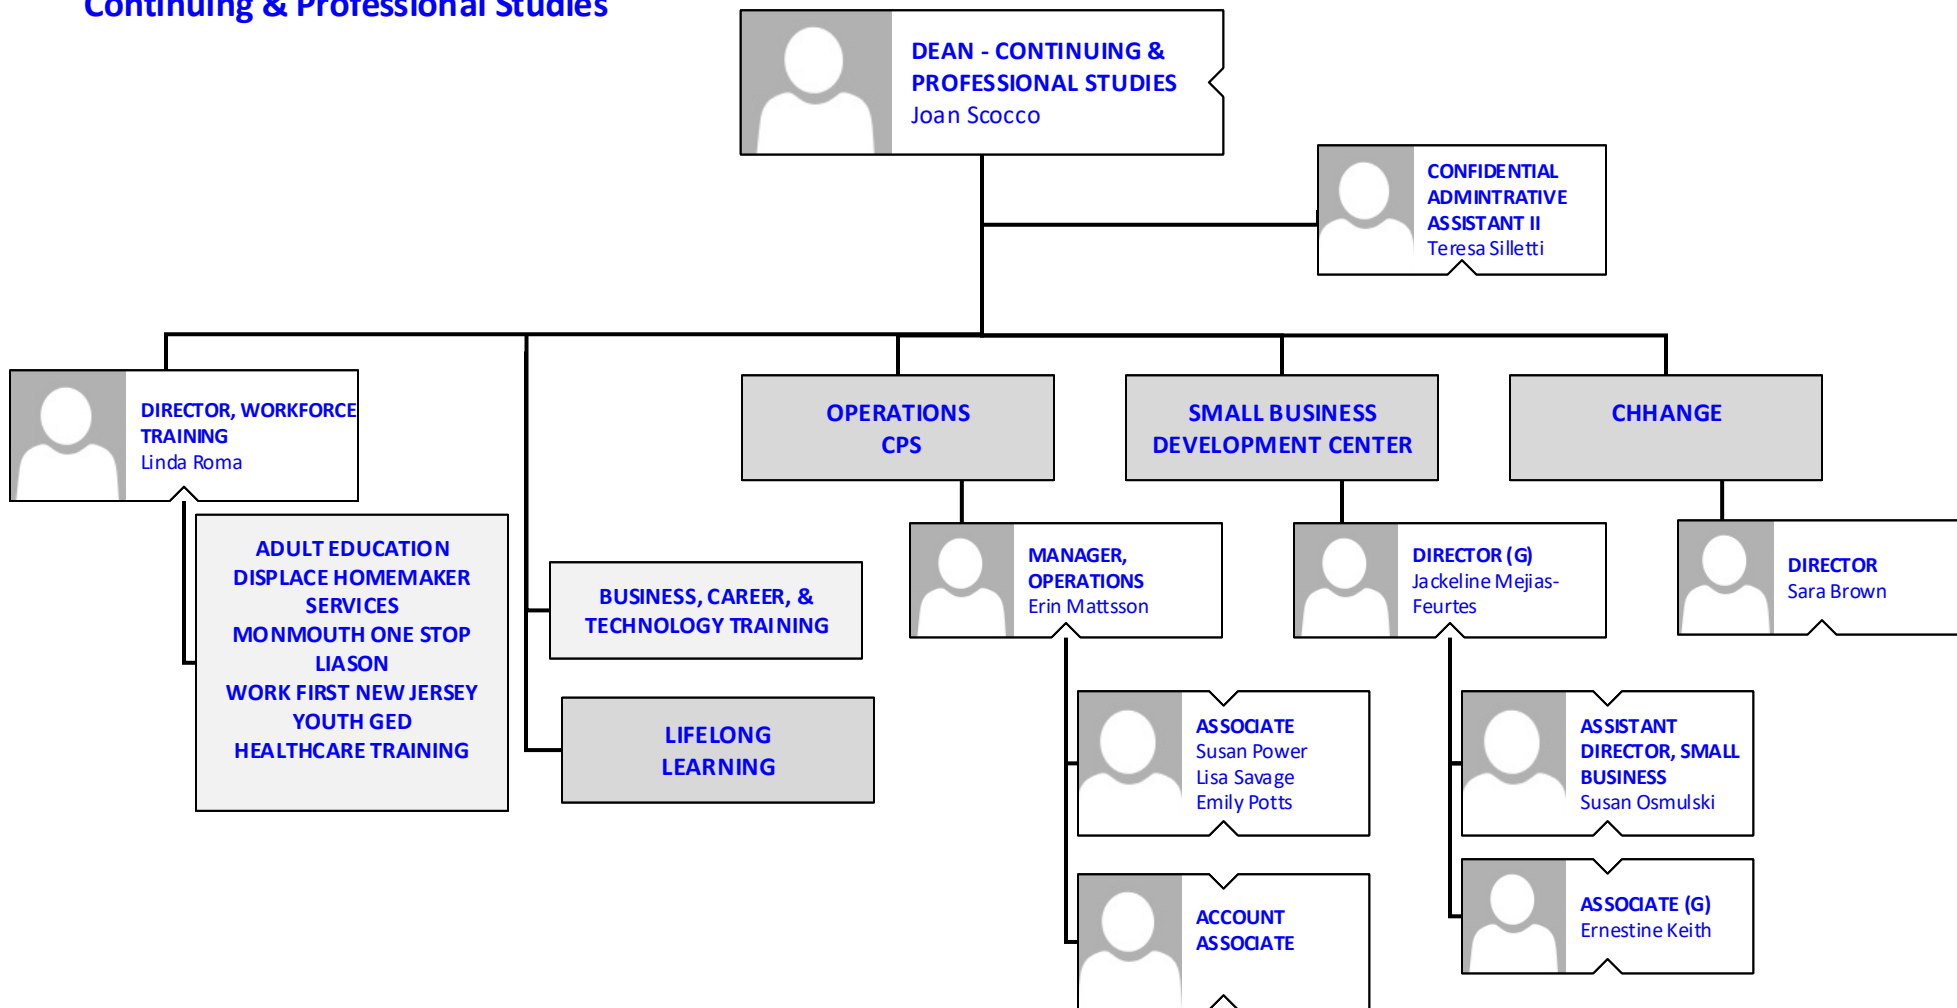 Continuing & Professional Studies
DEAN - CONTINUING &
PROFESSIONAL STUDIES
Joan Scocco
CONFIDENTIAL
ADMINTRATIVE
ASSISTANT II
Teresa Silletti
DIRECTOR, WORKFORCE
TRAINING
Linda Roma
OPERATIONS
CPS
SMALL BUSINESS
DEVELOPMENT CENTER
CHHANGE
ADULT EDUCATION
DISPLACE HOMEMAKER
SERVICES
MONMOUTH ONE STOP
LIASON
WORK FIRST NEW JERSEY
YOUTH GED
HEALTHCARE TRAINING
BUSINESS, CAREER, &
TECHNOLOGY TRAINING
LIFELONG
LEARNING
MANAGER,
OPERATIONS
Erin Mattsson
DIRECTOR (G)
Jackeline Mejias-
Feurtes
DIRECTOR
Sara Brown
ASSOCIATE
Susan Power
Lisa Savage
Emily Potts
ASSISTANT
DIRECTOR, SMALL
BUSINESS
Susan Osmulski
ACCOUNT
ASSOCIATE
ASSOCIATE (G)
Ernestine Keith